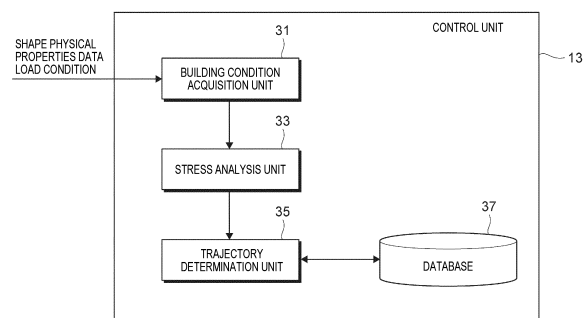 CONTROL UNIT
13
SHAPE PHYSICAL
PROPERTIES DATA
LOAD CONDITION
31
BUILDING CONDITION
ACQUISITION UNIT
33
STRESS ANALYSIS UNIT
35
TRAJECTORY
DETERMINATION UNIT
37
DATABASE